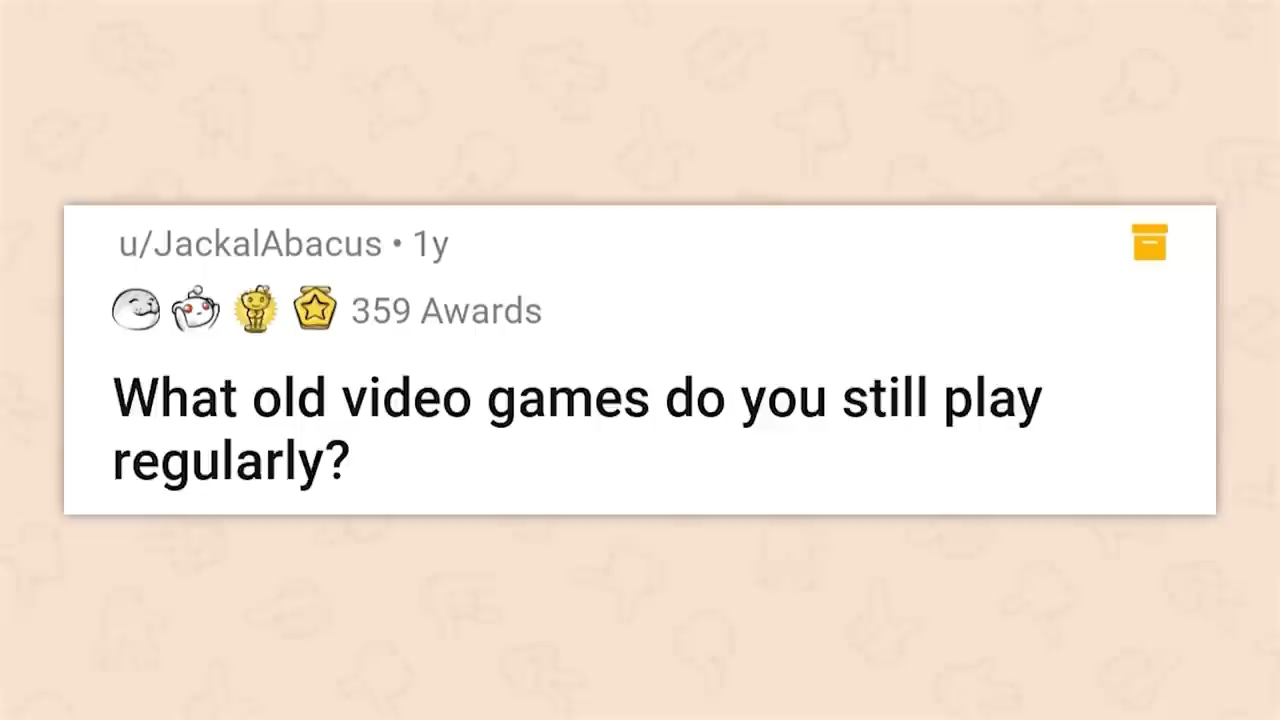 u/JackalAbacus • 1y
359 Awards
What old video games do you still play
regularly?